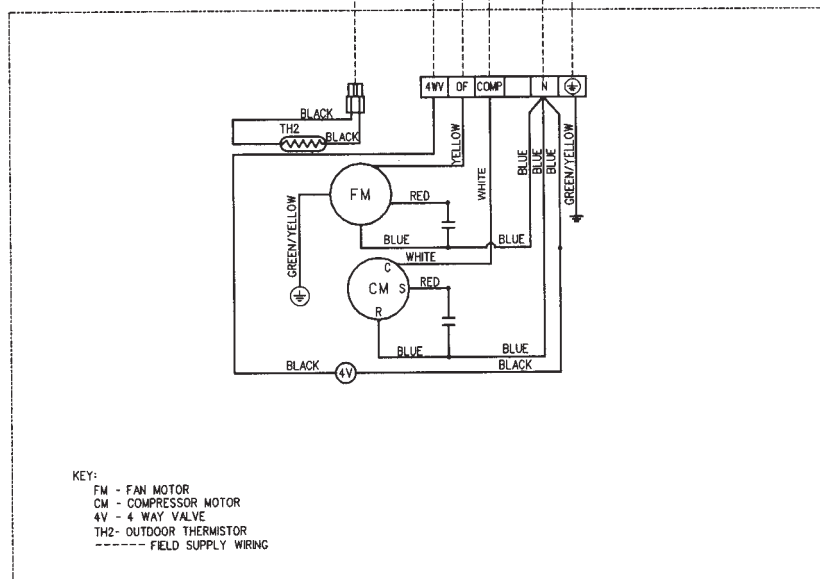 4WV OF COMP N
BLACK
TH2
BLACK
YELLOW
WHITE
BLUE
BLUE
BLUE
GREEN/YELLOW
FM
RED
GREEN/YELLOW
BLUE
BLUE
WHITE
C
CM S
RED
R
BLUE
BLUE
BLACK
4V
BLACK
KEY:
FM - FAN MOTOR
CM - COMPRESSOR MOTOR
4V - 4 WAY VALVE
TH2- OUTDOOR THERMISTOR
------ FIELD SUPPLY WIRING